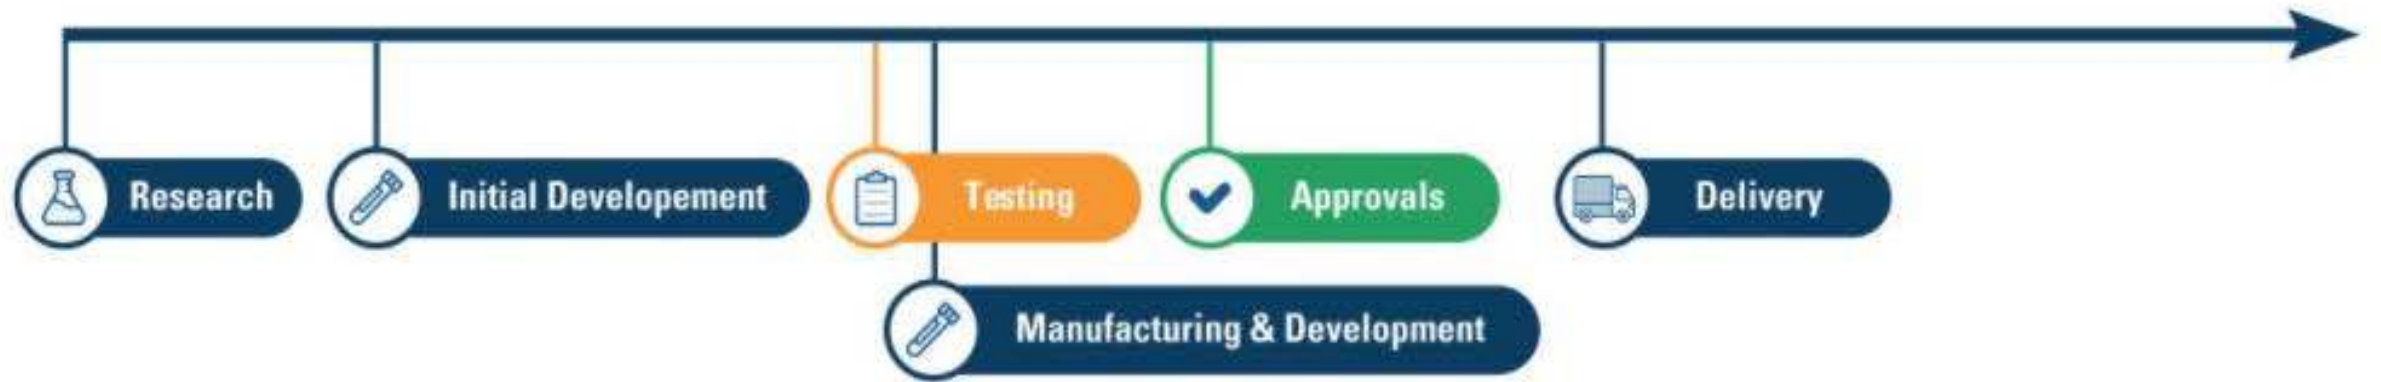 Research
Initial Developement
Testing
Approvals
Delivery
Manufacturing & Development